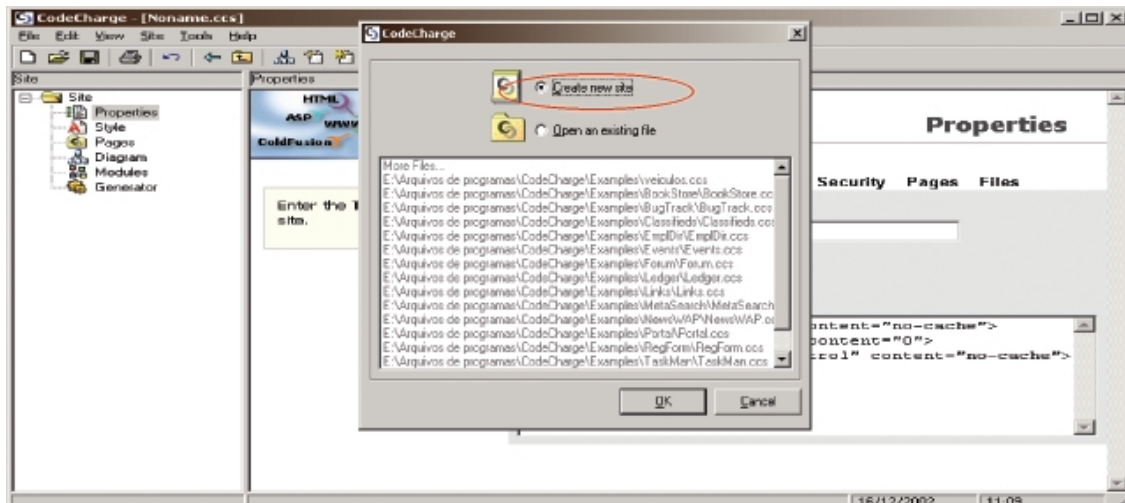 CodeCharge - [Noname.ccs]
File Edit View Site Tools Help
Site
Site
Properties
Style
Pages
Diagram
Modules
Generator
Properties
HTML
ASP WWW
ColdFusion
Enter the
site.
CodeCharge
Create new site
Open an existing file
More Files...
E:\Arquivos de programas\CodeCharge\Examples\veiculos.ccs
E:\Arquivos de programas\CodeCharge\Examples\BookStore\BookStore.cc
E:\Arquivos de programas\CodeCharge\Examples\BugTrack\BugTrack.ccs
E:\Arquivos de programas\CodeCharge\Examples\Classifieds\Classifieds.ccs
E:\Arquivos de programas\CodeCharge\Examples\EmplDir\EmplDir.ccs
E:\Arquivos de programas\CodeCharge\Examples\Events\Events.ccs
E:\Arquivos de programas\CodeCharge\Examples\Forum\Forum.ccs
E:\Arquivos de programas\CodeCharge\Examples\Ledger\Ledger.ccs
E:\Arquivos de programas\CodeCharge\Examples\Links\Links.ccs
E:\Arquivos de programas\CodeCharge\Examples\MetaSearch\MetaSearch
E:\Arquivos de programas\CodeCharge\Examples\NewsWAP\NewsWAP.cc
E:\Arquivos de programas\CodeCharge\Examples\Portal\Portal.ccs
E:\Arquivos de programas\CodeCharge\Examples\RegForm\RegForm.ccs
E:\Arquivos de programas\CodeCharge\Examples\TaskMan\TaskMan.ccs
OK Cancel
Properties
Security Pages Files
ontent="no-cache">
content="0">
trol" content="no-cache">
16/12/2002 11:09